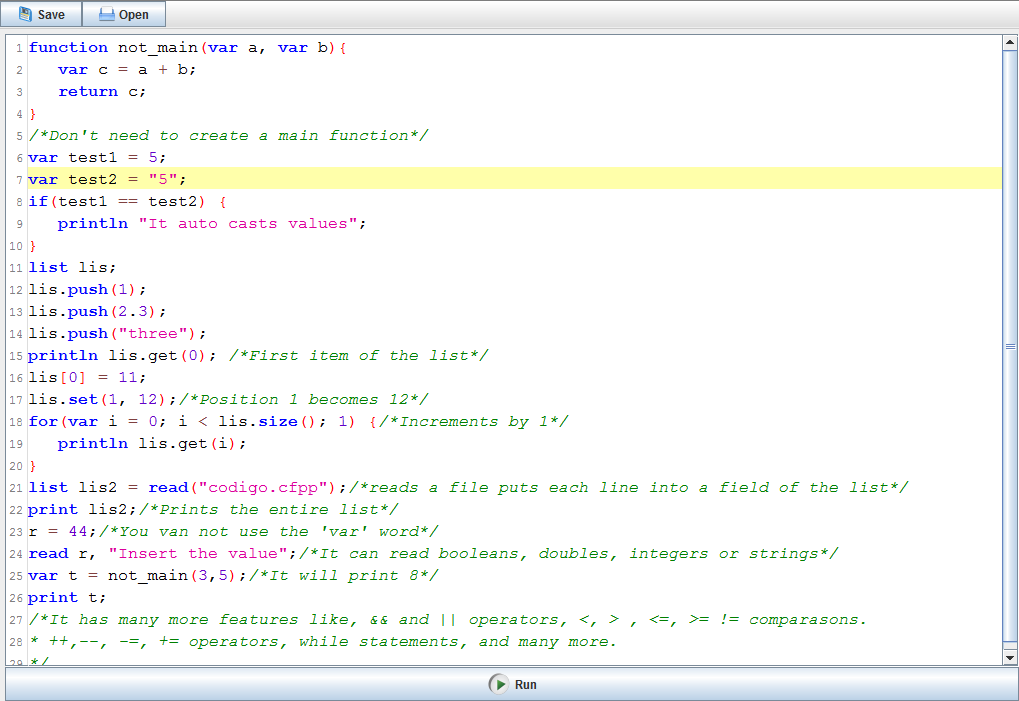 Save Open
1 function not_main(var a, var b){
2    var c = a + b;
3    return c;
4 }
5 /*Don't need to create a main function*/
6 var test1 = 5;
7 var test2 = "5";
8 if(test1 == test2) {
9    println "It auto casts values";
10 }
11 list lis;
12 lis.push(1);
13 lis.push(2.3);
14 lis.push("three");
15 println lis.get(0); /*First item of the list*/
16 lis[0] = 11;
17 lis.set(1, 12);/*Position 1 becomes 12*/
18 for(var i = 0; i < lis.size(); 1) {/*Increments by 1*/
19    println lis.get(i);
20 }
21 list lis2 = read("codigo.cfpp");/*reads a file puts each line into a field of the list*/
22 print lis2;/*Prints the entire list*/
23 r = 44;/*You van not use the 'var' word*/
24 read r, "Insert the value";/*It can read booleans, doubles, integers or strings*/
25 var t = not_main(3,5);/*It will print 8*/
26 print t;
27 /*It has many more features like, && and || operators, <, > , <=, >= != comparasons.
28 * ++,--, -=, += operators, while statements, and many more.
29 */
Run